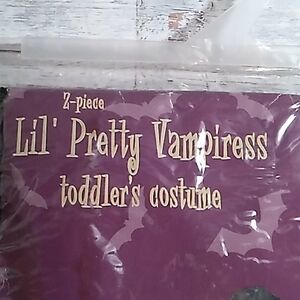 2-piece
Lil' Pretty Vampiress
toddler's costume